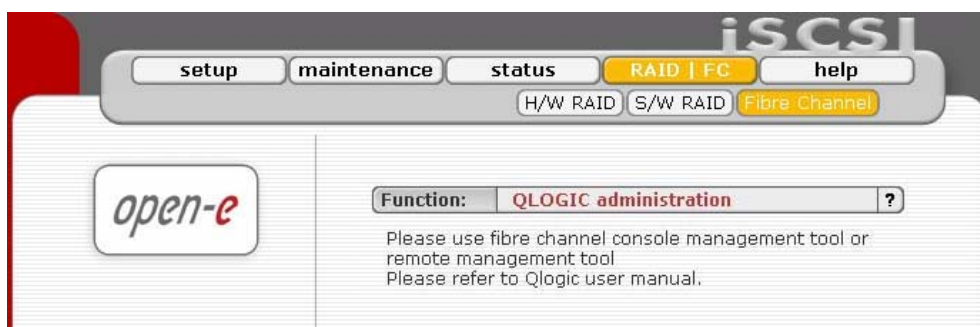 iSCSI
setup maintenance status RAID | FC help
H/W RAID S/W RAID Fibre Channel
open-e
Function: QLOGIC administration ?
Please use fibre channel console management tool or
remote management tool
Please refer to Qlogic user manual.